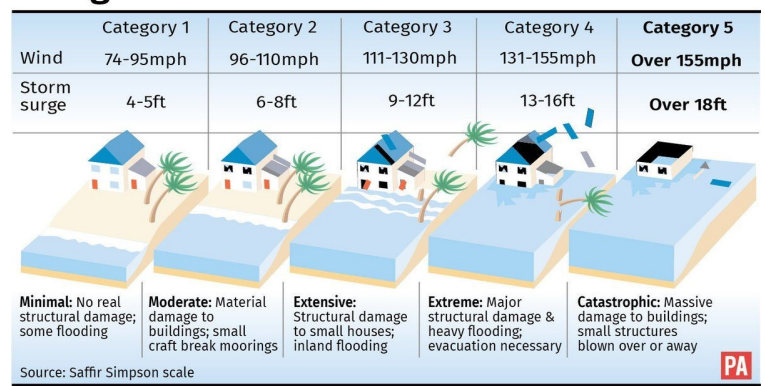 Category 1 Category 2 Category 3 Category 4 Category 5
Wind 74-95mph 96-110mph 111-130mph 131-155mph Over 155mph
Storm
surge 4-5ft 6-8ft 9-12ft 13-16ft Over 18ft
Minimal: No real
structural damage;
some flooding
Moderate: Material
damage to
buildings; small
craft break moorings
Extensive:
Structural damage
to small houses;
inland flooding
Extreme: Major
structural damage &
heavy flooding;
evacuation necessary
Catastrophic: Massive
damage to buildings;
small structures
blown over or away
Source: Saffir Simpson scale
PA